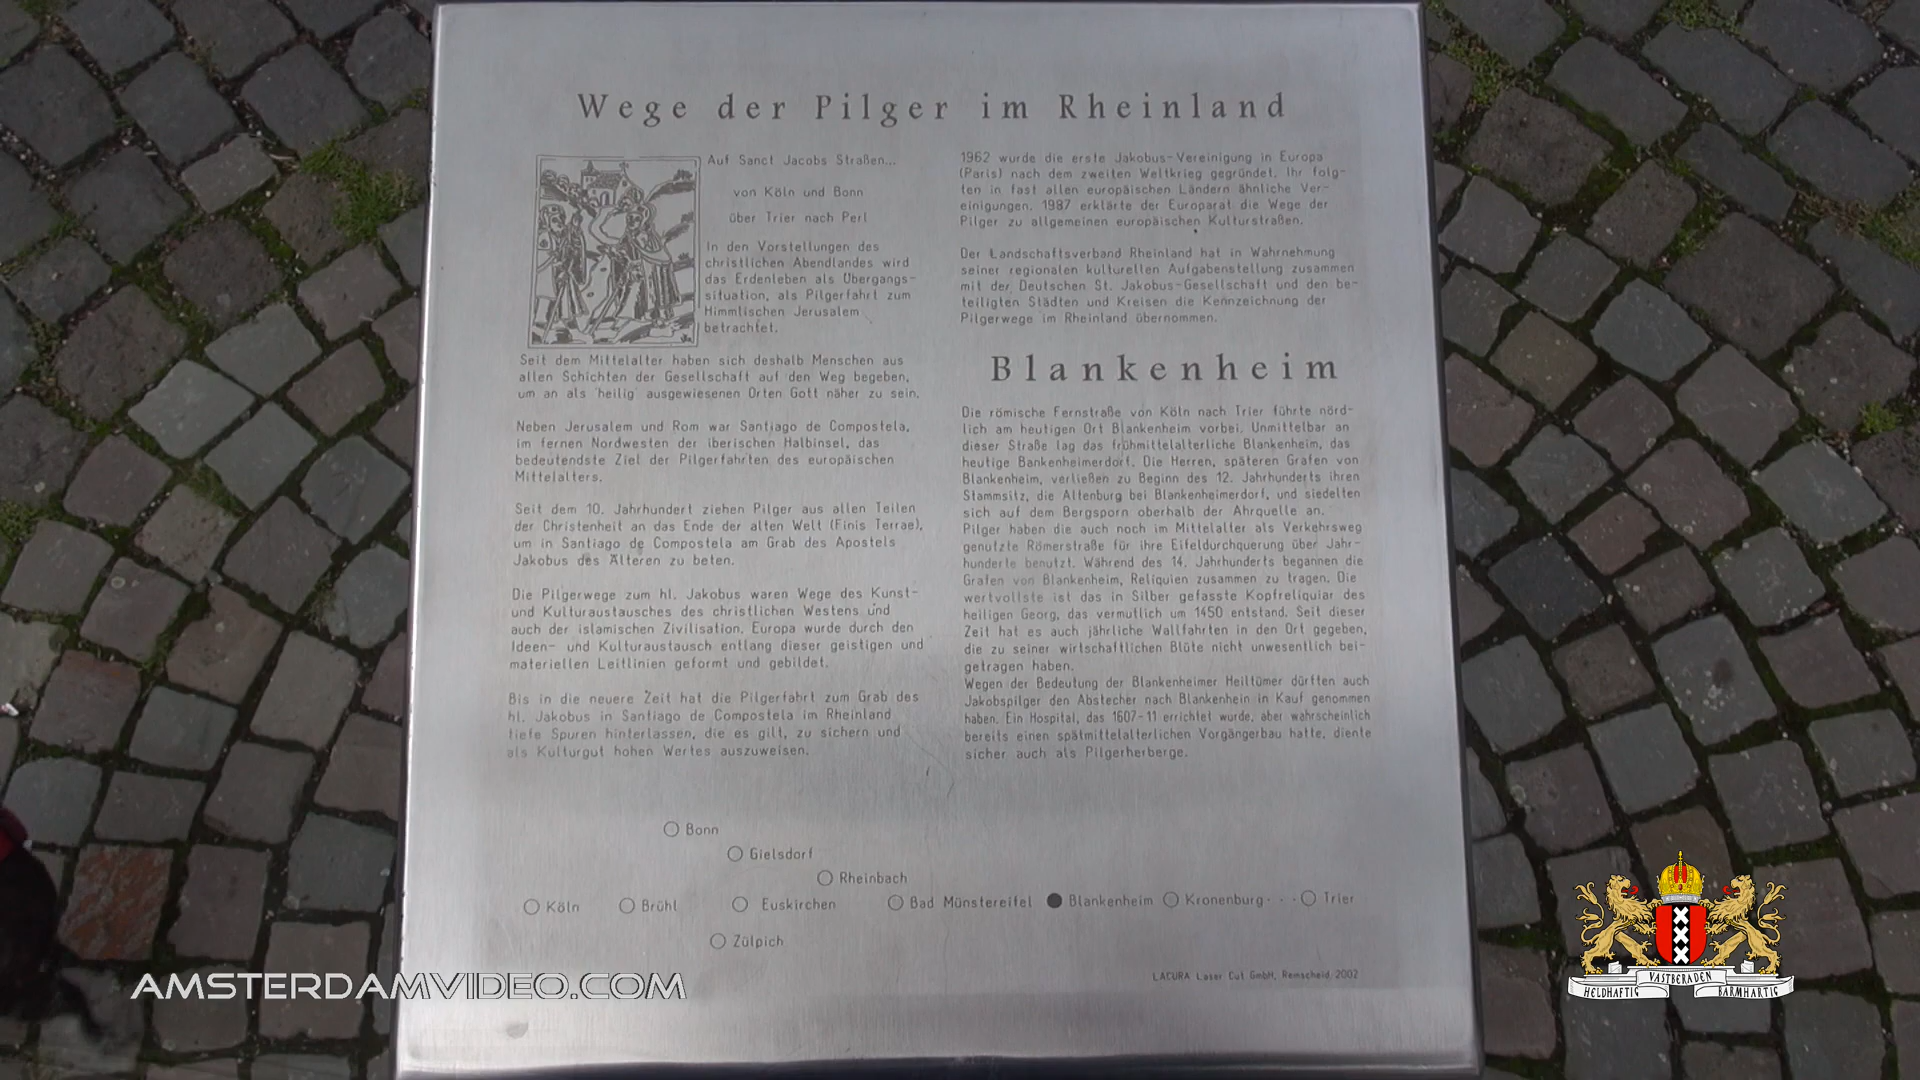 Wege der Pilger im Rheinland
Auf Sanct Jacobs Straßen...
von Köln und Bonn
über Trier nach Perl
In den Vorstellungen des
christlichen Abendlandes wird
das Erdenleben als Übergangs-
situation, als Pilgerfahrt zum
Himmlischen Jerusalem
betrachtet.
Seit dem Mittelalter haben sich deshalb Menschen aus
allen Schichten der Gesellschaft auf den Weg begeben,
um an als 'heilig' ausgewiesenen Orten Gott näher zu sein.
Neben Jerusalem und Rom war Santiago de Compostela,
im fernen Nordwesten der iberischen Halbinsel, das
bedeutendste Ziel der Pilgerfahrten des europäischen
Mittelalters.
Seit dem 10. Jahrhundert ziehen Pilger aus allen Teilen
der Christenheit an das Ende der alten Welt (Finis Terrae),
um in Santiago de Compostela am Grab des Apostels
Jakobus des Älteren zu beten.
Die Pilgerwege zum hl. Jakobus waren Wege des Kunst-
und Kulturaustausches des christlichen Westens und
auch der islamischen Zivilisation. Europa wurde durch den
Ideen- und Kulturaustausch entlang dieser geistigen und
materiellen Leitlinien geformt und gebildet.
Bis in die neuere Zeit hat die Pilgerfahrt zum Grab des
hl. Jakobus in Santiago de Compostela im Rheinland
tiefe Spuren hinterlassen, die es gilt, zu sichern und
als Kulturgut hohen Wertes auszuweisen.
1962 wurde die erste Jakobus-Vereinigung in Europa
(Paris) nach dem zweiten Weltkrieg gegründet. Ihr folg-
ten in fast allen europäischen Ländern ähnliche Ver-
einigungen. 1987 erklärte der Europarat die Wege der
Pilger zu allgemeinen europäischen Kulturstraßen.
Der Landschaftsverband Rheinland hat in Wahrnehmung
seiner regionalen kulturellen Aufgabenstellung zusammen
mit der Deutschen St. Jakobus-Gesellschaft und den be-
teiligten Städten und Kreisen die Kennzeichnung der
Pilgerwege im Rheinland übernommen.
Blankenheim
Die römische Fernstraße von Köln nach Trier führte nörd-
lich am heutigen Ort Blankenheim vorbei. Unmittelbar an
dieser Straße lag das frühmittelalterliche Blankenheim, das
heutige Bankenheimerdorf. Die Herren, späteren Grafen von
Blankenheim, verließen zu Beginn des 12. Jahrhunderts ihren
Stammsitz, die Altenburg bei Blankenheimerdorf, und siedelten
sich auf dem Bergsporn oberhalb der Ahrquelle an.
Pilger haben die auch noch im Mittelalter als Verkehrsweg
genutzte Römerstraße für ihre Eifeldurchquerung über Jahr-
hunderte benutzt. Während des 14. Jahrhunderts begannen die
Grafen von Blankenheim, Reliquien zusammen zu tragen. Die
wertvollste ist das in Silber gefasste Kopfreliquiar des
heiligen Georg, das vermutlich um 1450 entstand. Seit dieser
Zeit hat es auch jährliche Wallfahrten in den Ort gegeben,
die zu seiner wirtschaftlichen Blüte nicht unwesentlich bei-
getragen haben.
Wegen der Bedeutung der Blankenheimer Heiltümer dürften auch
Jakobspilger den Abstecher nach Blankenhein in Kauf genommen
haben. Ein Hospital, das 1607-11 errichtet wurde, aber wahrscheinlich
bereits einen spätmittelalterlichen Vorgängerbau hatte, diente
sicher auch als Pilgerherberge.
Bonn
Gielsdorf
Rheinbach
Köln Brühl Euskirchen Bad Münstereifel Blankenheim Kronenburg · · · Trier
Zülpich
LACURA Laser Cut GmbH, Remscheid, 2002
AMSTERDAMVIDEO.COM
HELDHAFTIG VASTBERADEN BARMHARTIG